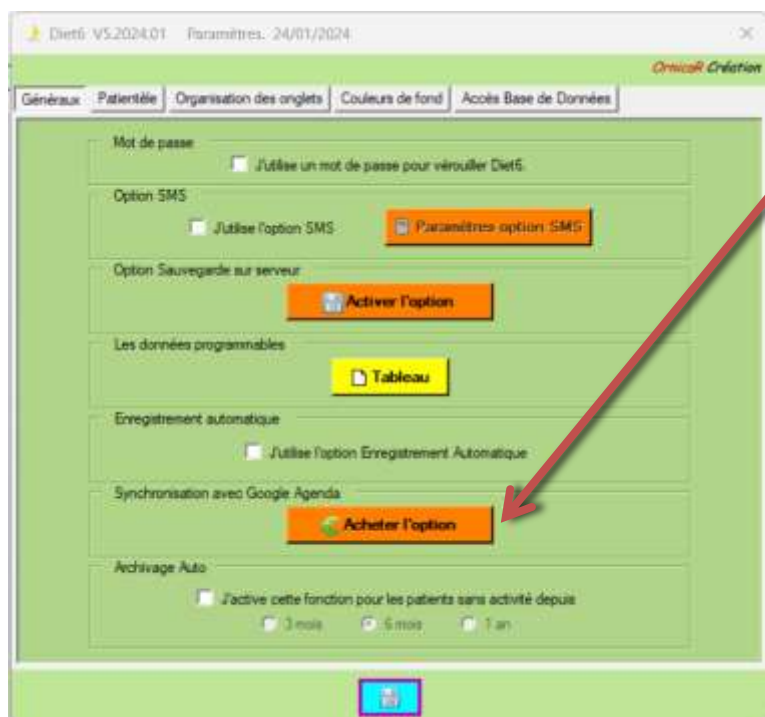 Diet6 V5.2024.01 Paramètres. 24/01/2024
OrnicaR Création
Généraux Patientèle Organisation des onglets Couleurs de fond Accès Base de Données
Mot de passe
J'utilise un mot de passe pour vérouiller Diet6.
Option SMS
J'utilise l'option SMS Paramètres option SMS
Option Sauvegarde sur serveur
Activer l'option
Les données programmables
Tableau
Enregistrement automatique
J'utilise l'option Enregistrement Automatique
Synchronisation avec Google Agenda
Acheter l'option
Archivage Auto
J'active cette fonction pour les patients sans activité depuis
3 mois 6 mois 1 an